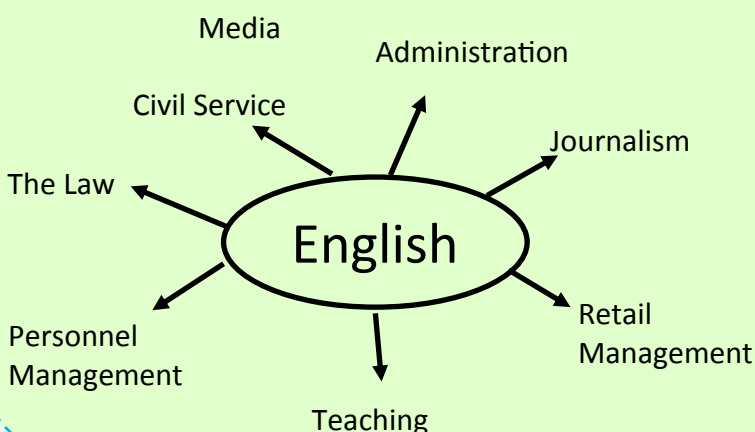 Media
Administration
Civil Service
Journalism
The Law
English
Retail
Management
Personnel
Management
Teaching